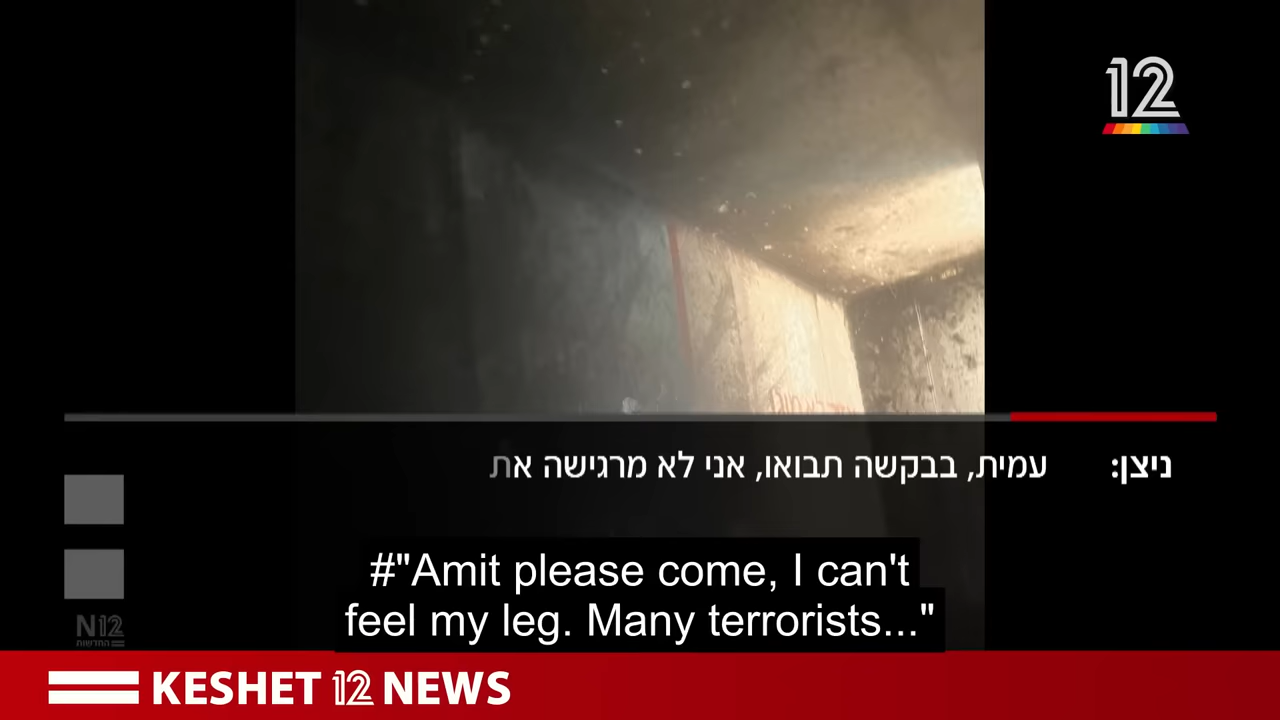 12
ניצן: עמית, בבקשה תבואו, אני לא מרגישה את
#"Amit please come, I can't
feel my leg. Many terrorists..."
N12
החדשות
KESHET 12 NEWS